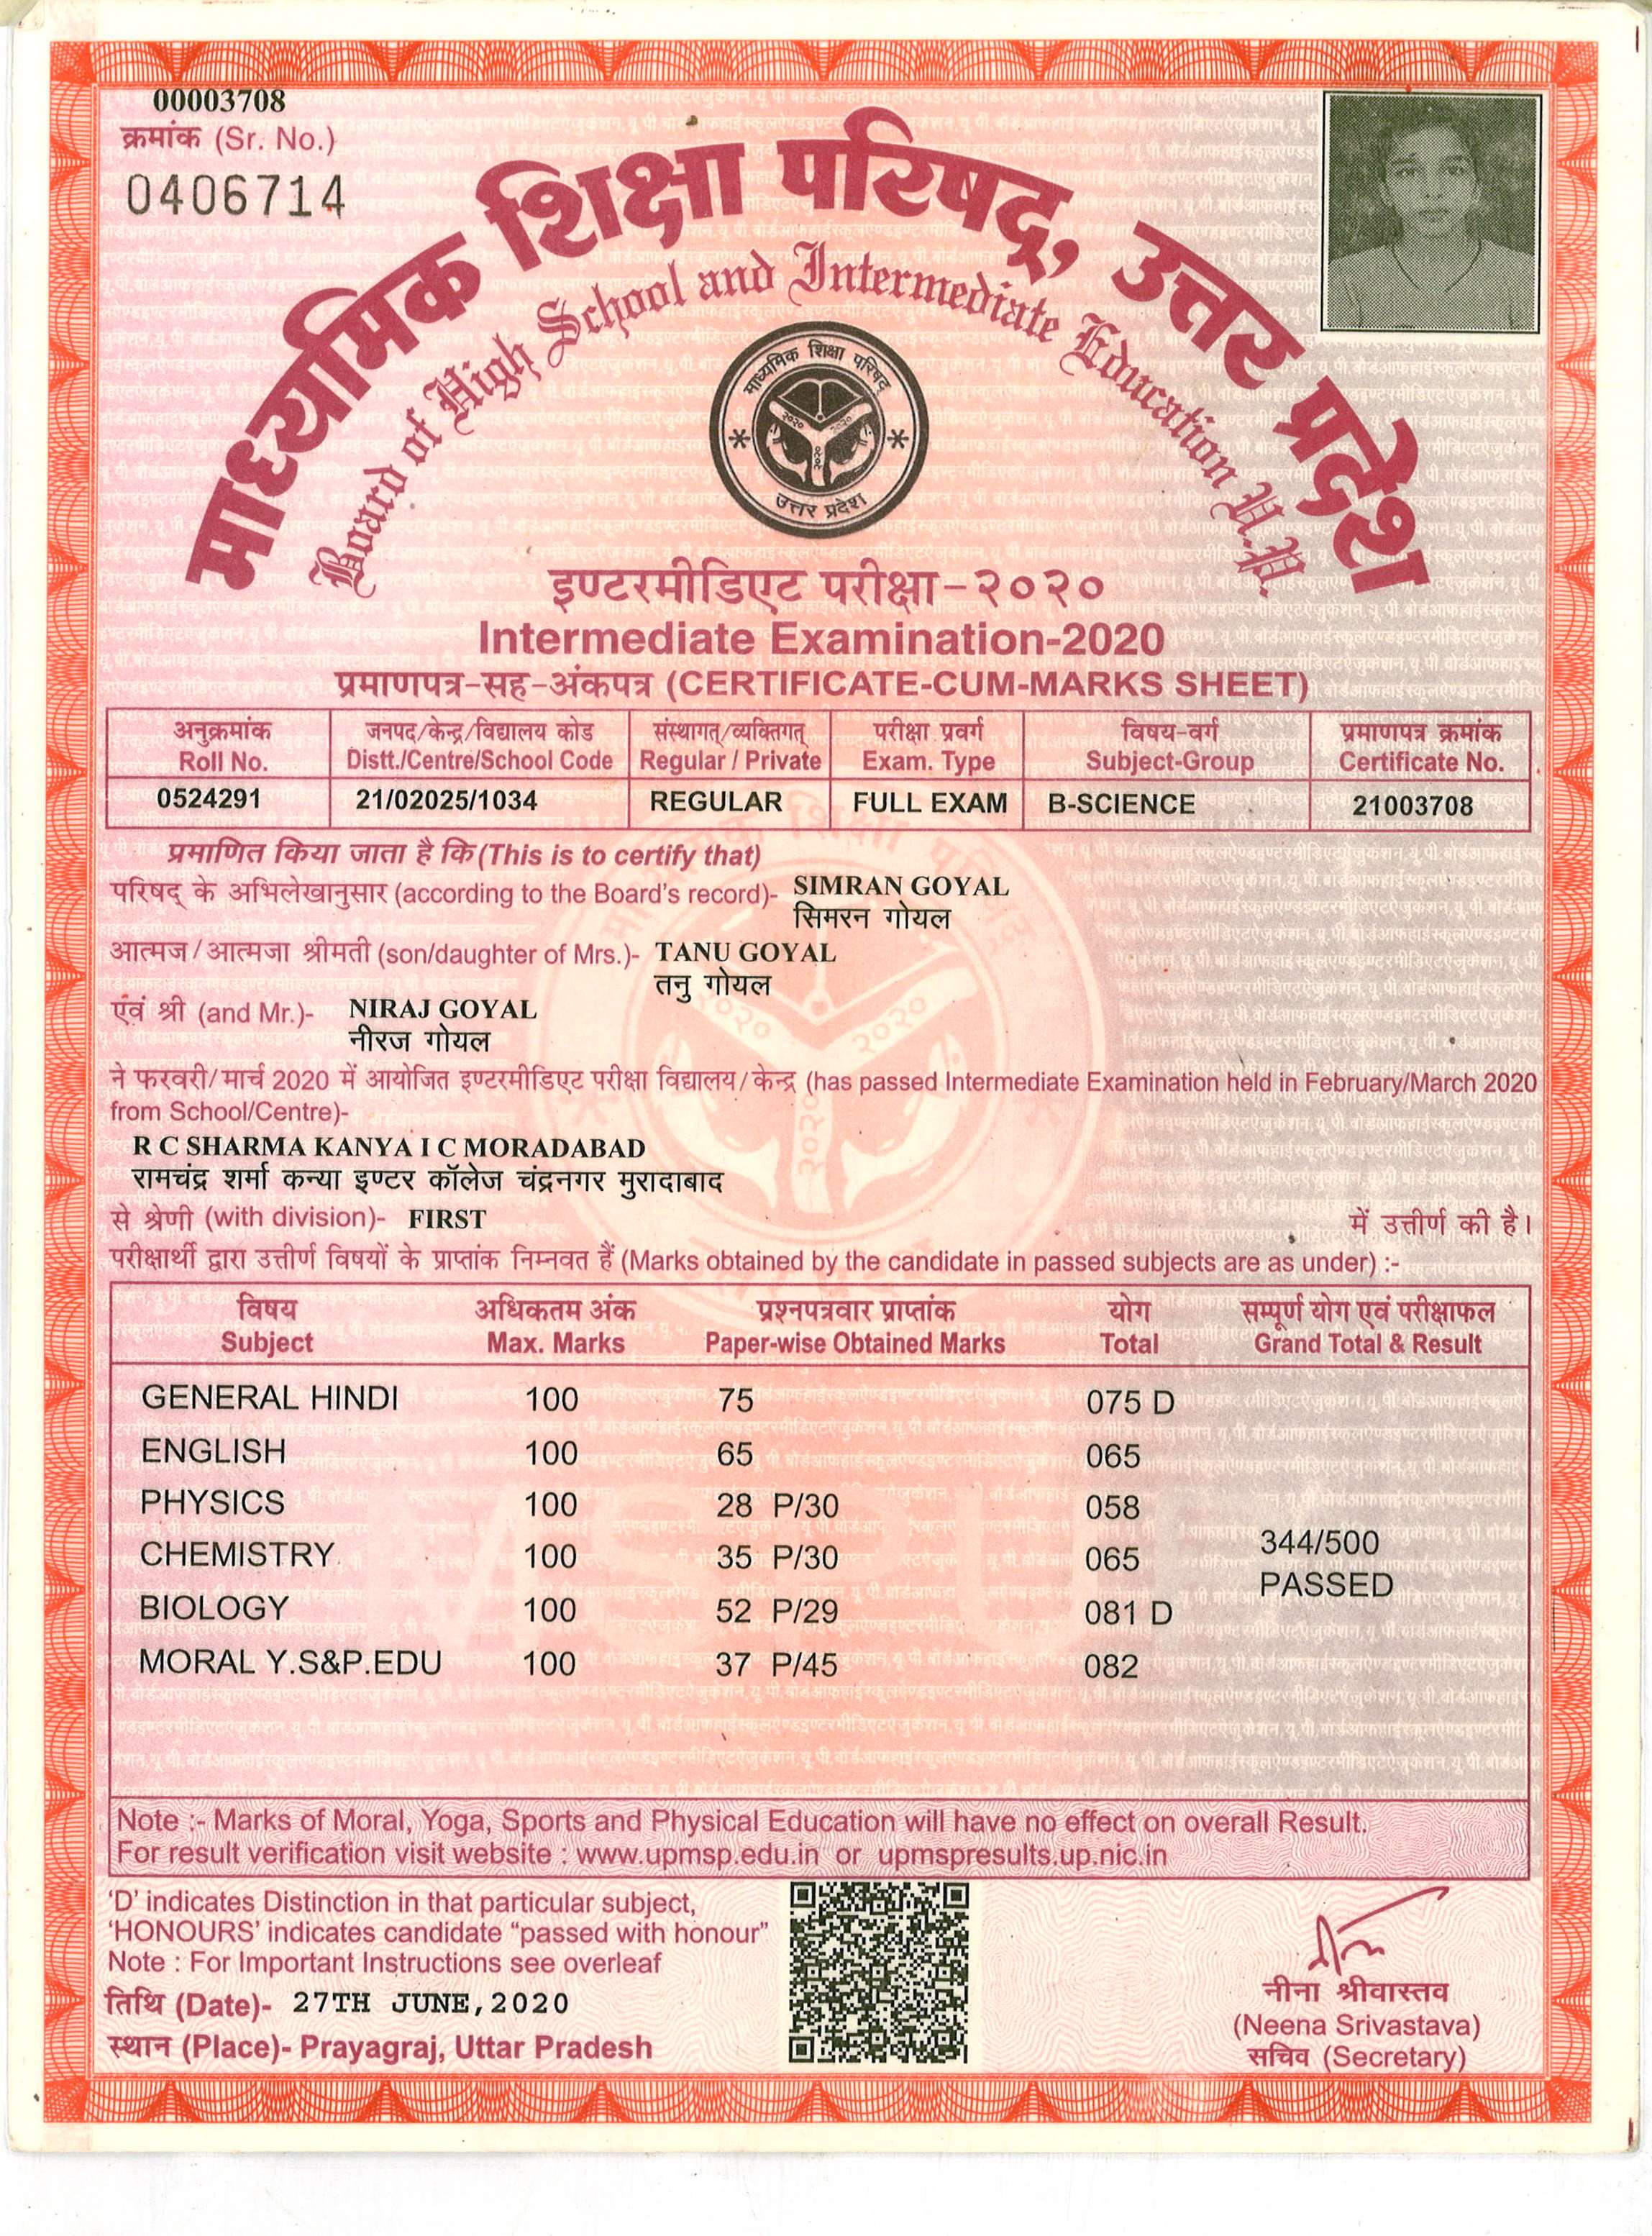 00003708
क्रमांक (Sr. No.)
0406714
माध्यमिक शिक्षा परिषद्, उत्तर प्रदेश
Board of High School and Intermediate Education U.P.
माध्यमिक शिक्षा परिषद्
२०२० २०२०
२०२०
उत्तर प्रदेश
इण्टरमीडिएट परीक्षा-२०२०
Intermediate Examination-2020
प्रमाणपत्र-सह-अंकपत्र (CERTIFICATE-CUM-MARKS SHEET)
अनुक्रमांक जनपद/केन्द्र/विद्यालय कोड संस्थागत्/व्यक्तिगत् परीक्षा प्रवर्ग विषय-वर्ग प्रमाणपत्र क्रमांक
Roll No. Distt./Centre/School Code Regular / Private Exam. Type Subject-Group Certificate No.
0524291 21/02025/1034 REGULAR FULL EXAM B-SCIENCE 21003708
प्रमाणित किया जाता है कि (This is to certify that)
परिषद् के अभिलेखानुसार (according to the Board's record)- SIMRAN GOYAL
सिमरन गोयल
आत्मज/आत्मजा श्रीमती (son/daughter of Mrs.)- TANU GOYAL
तनु गोयल
एंवं श्री (and Mr.)- NIRAJ GOYAL
नीरज गोयल
ने फरवरी/मार्च 2020 में आयोजित इण्टरमीडिएट परीक्षा विद्यालय/केन्द्र (has passed Intermediate Examination held in February/March 2020
from School/Centre)-
R C SHARMA KANYA I C MORADABAD
रामचंद्र शर्मा कन्या इण्टर कॉलेज चंद्रनगर मुरादाबाद
से श्रेणी (with division)- FIRST में उत्तीर्ण की है।
परीक्षार्थी द्वारा उत्तीर्ण विषयों के प्राप्तांक निम्नवत हैं (Marks obtained by the candidate in passed subjects are as under) :-
विषय अधिकतम अंक प्रश्नपत्रवार प्राप्तांक योग सम्पूर्ण योग एवं परीक्षाफल
Subject Max. Marks Paper-wise Obtained Marks Total Grand Total & Result
GENERAL HINDI 100 75 075 D
ENGLISH 100 65 065
PHYSICS 100 28 P/30 058
344/500
CHEMISTRY 100 35 P/30 065
PASSED
BIOLOGY 100 52 P/29 081 D
MORAL Y.S&P.EDU 100 37 P/45 082
Note :- Marks of Moral, Yoga, Sports and Physical Education will have no effect on overall Result.
For result verification visit website : www.upmsp.edu.in or upmspresults.up.nic.in
'D' indicates Distinction in that particular subject,
'HONOURS' indicates candidate "passed with honour"
Note : For Important Instructions see overleaf
तिथि (Date)- 27TH JUNE,2020
स्थान (Place)- Prayagraj, Uttar Pradesh
नीना श्रीवास्तव
(Neena Srivastava)
सचिव (Secretary)